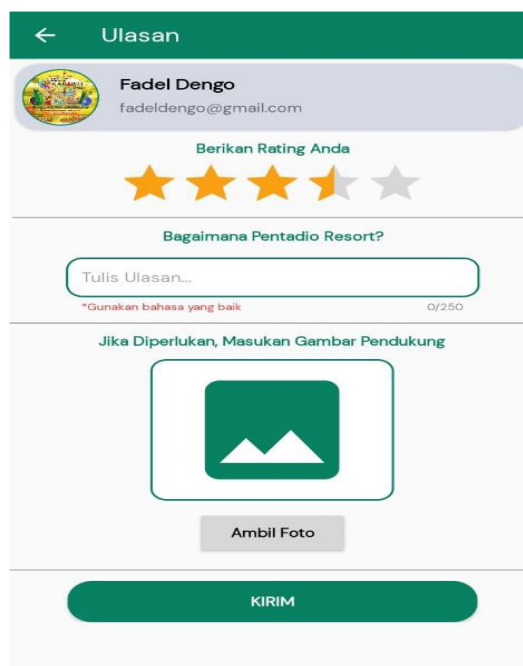 Ulasan
Fadel Dengo
fadeldengo@gmail.com
Berikan Rating Anda
Bagaimana Pentadio Resort?
Tulis Ulasan...
*Gunakan bahasa yang baik 0/250
Jika Diperlukan, Masukan Gambar Pendukung
Ambil Foto
KIRIM